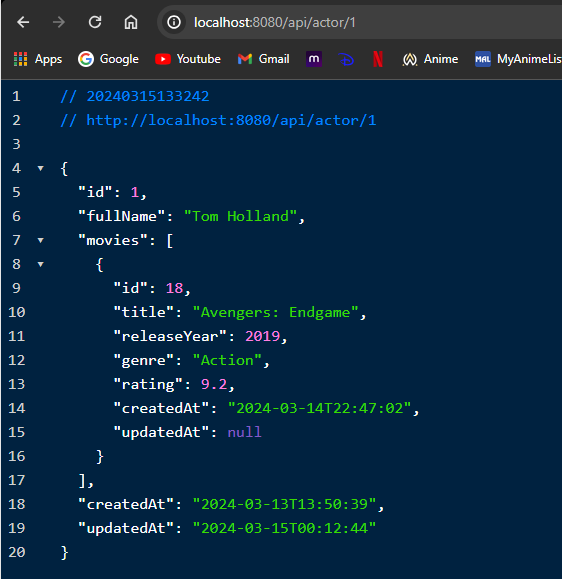 localhost:8080/api/actor/1
Apps Google Youtube Gmail m Anime MAL MyAnimeLis
1 // 20240315133242
2 // http://localhost:8080/api/actor/1
3
4 {
5 "id": 1,
6 "fullName": "Tom Holland",
7 "movies": [
8 {
9 "id": 18,
10 "title": "Avengers: Endgame",
11 "releaseYear": 2019,
12 "genre": "Action",
13 "rating": 9.2,
14 "createdAt": "2024-03-14T22:47:02",
15 "updatedAt": null
16 }
17 ],
18 "createdAt": "2024-03-13T13:50:39",
19 "updatedAt": "2024-03-15T00:12:44"
20 }